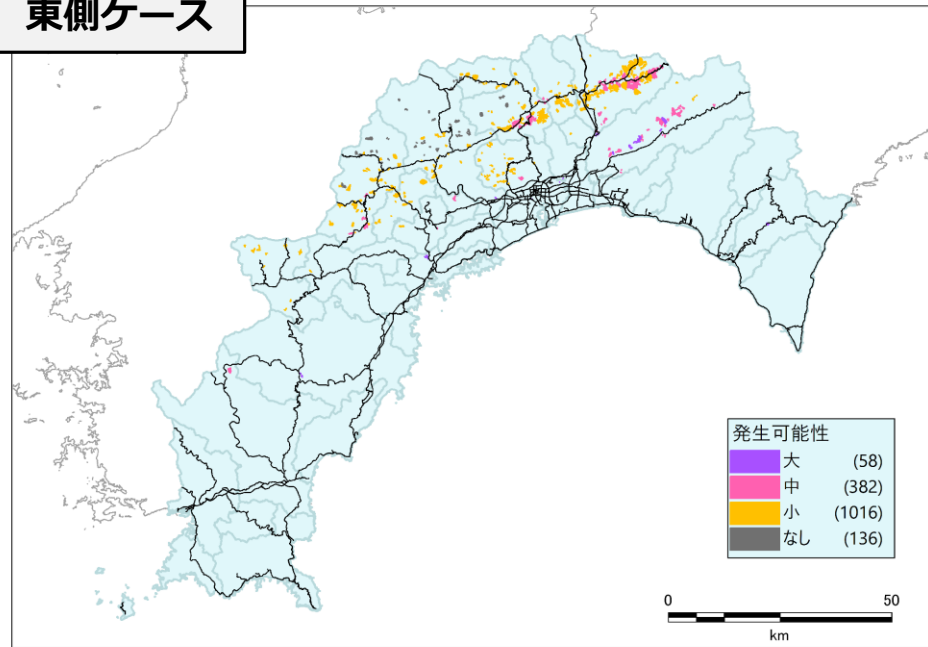 東側ケース
発生可能性
大 (58)
中 (382)
小 (1016)
なし (136)
0 50
km